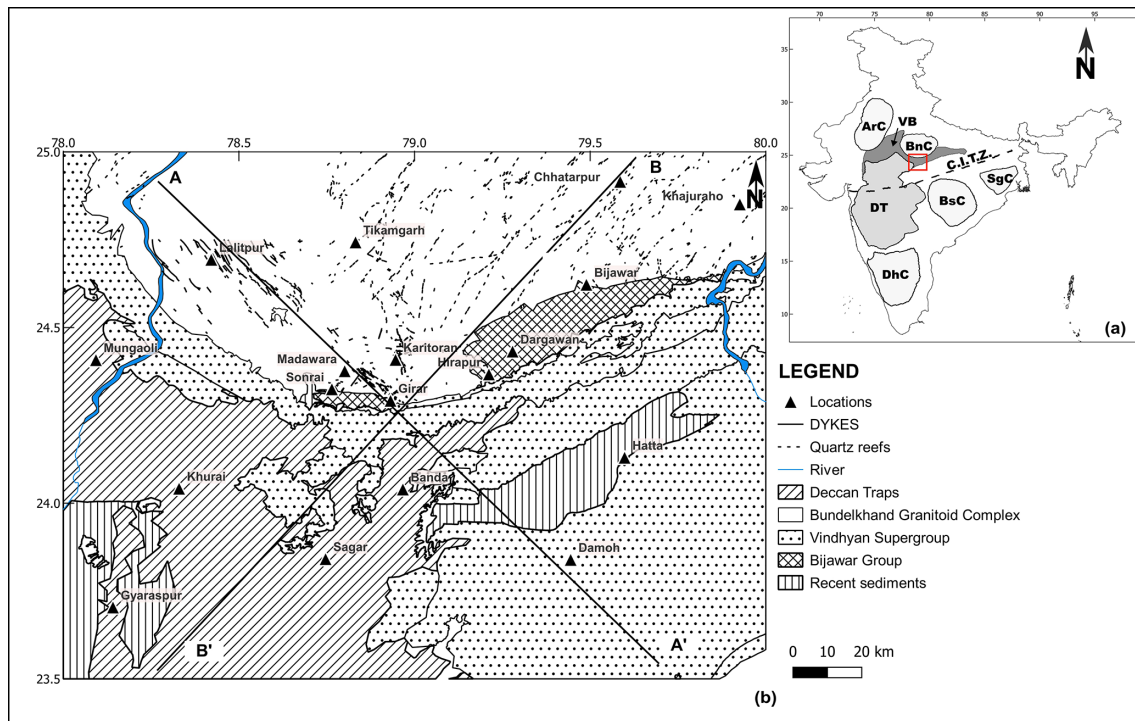 78.0
78.5
79.0
79.5
80.0
25.0
24.5
24.0
23.5
A
B
N
Chhatarpur
Khajuraho
Tikamgarh
Lalitpur
Bijawar
Mungaoli
Madawara
Karitoran
Dargawan
Hirapur
Sonrai
Girar
Hatta
Khurai
Banda
Sagar
Damoh
Gyaraspur
B'
A'
(b)
70
75
80
85
90
95
35
30
25
20
15
10
N
ArC
VB
BnC
C.I.T.Z.
SgC
BsC
DT
DhC
(a)
LEGEND
Locations
DYKES
Quartz reefs
River
Deccan Traps
Bundelkhand Granitoid Complex
Vindhyan Supergroup
Bijawar Group
Recent sediments
0 10 20 km